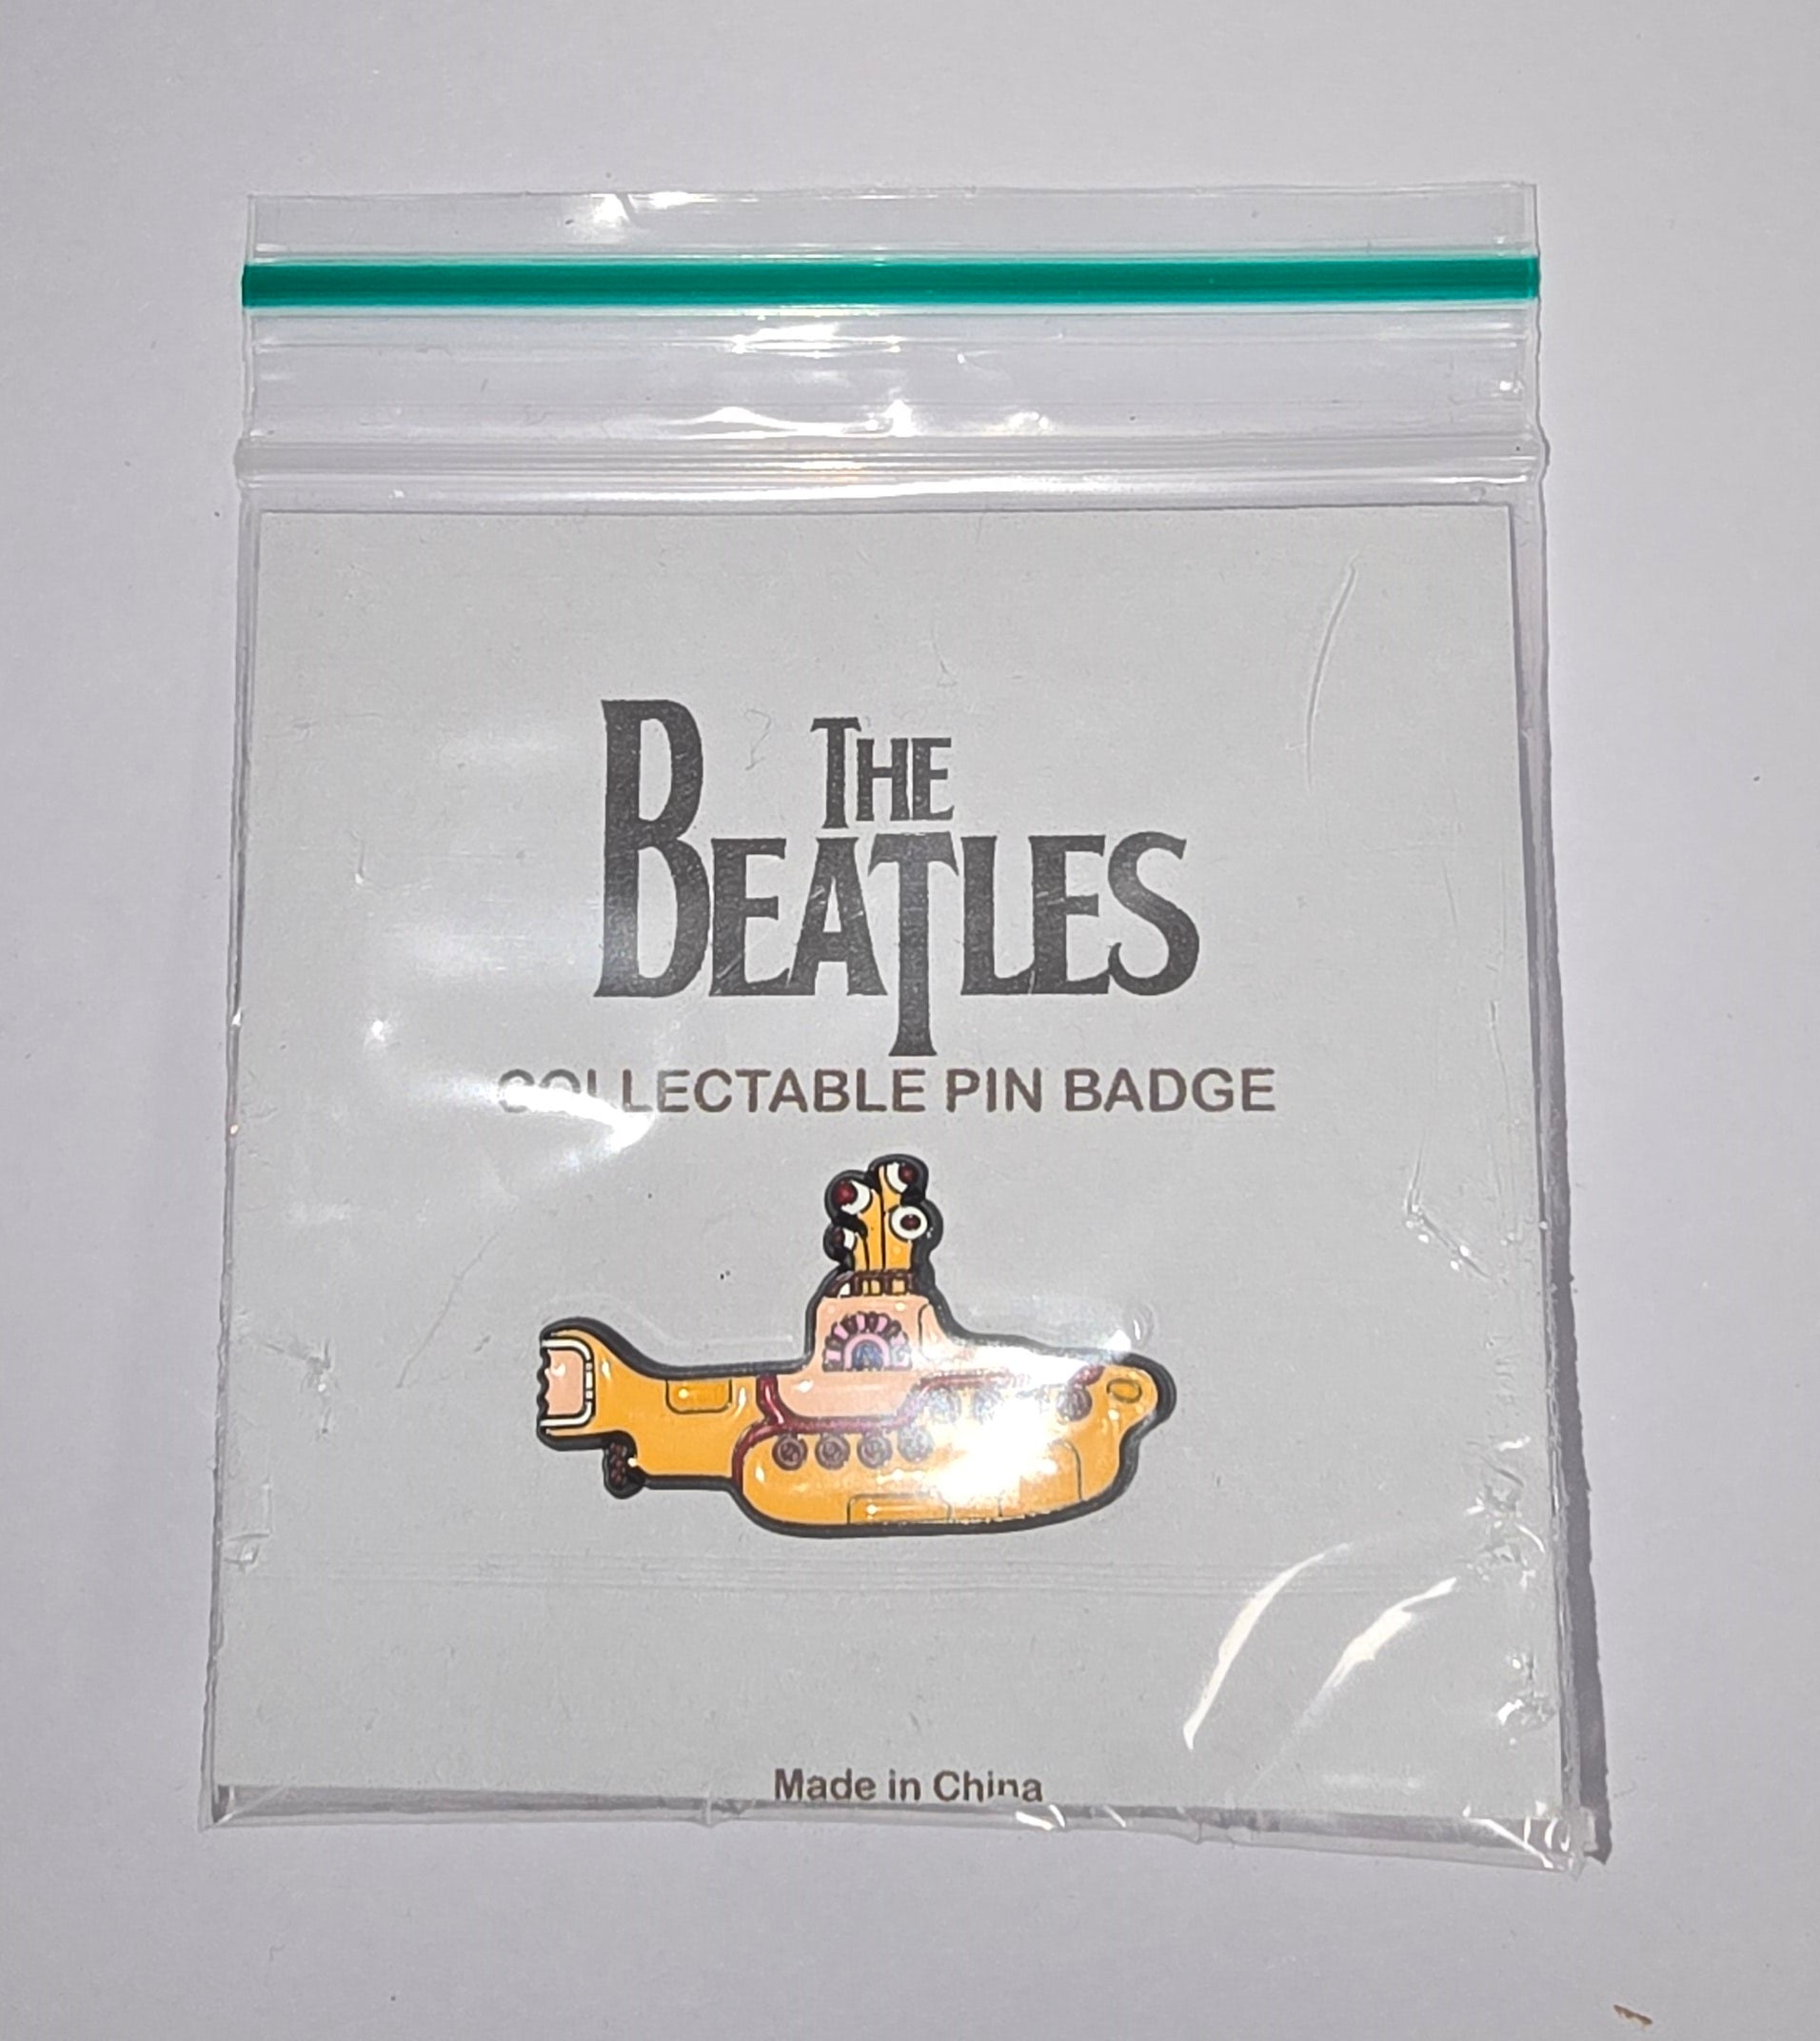 THE
BEATLES
COLLECTABLE PIN BADGE
Made in China